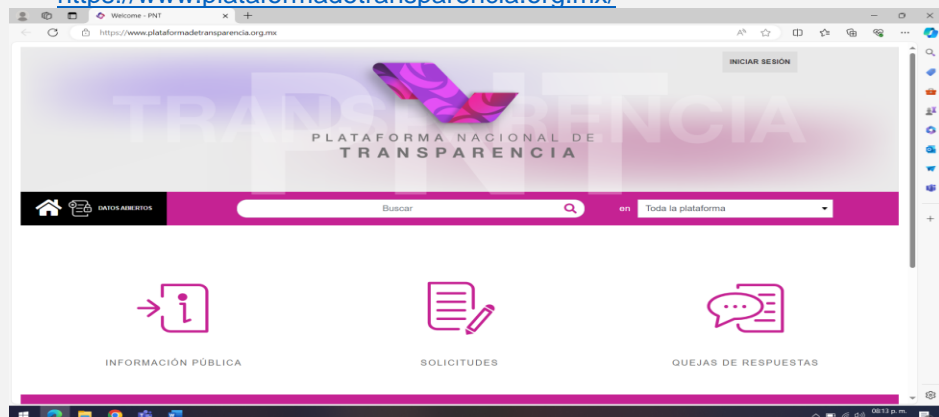 https://www.plataformadetransparencia.org.mx/
Welcome - PNT
https://www.plataformadetransparencia.org.mx
INICIAR SESIÓN
TRANSPARENCIA
PNT
PLATAFORMA NACIONAL DE
TRANSPARENCIA
DATOS ABIERTOS
Buscar
en
Toda la plataforma
INFORMACIÓN PÚBLICA
SOLICITUDES
QUEJAS DE RESPUESTAS
08:13 p. m.